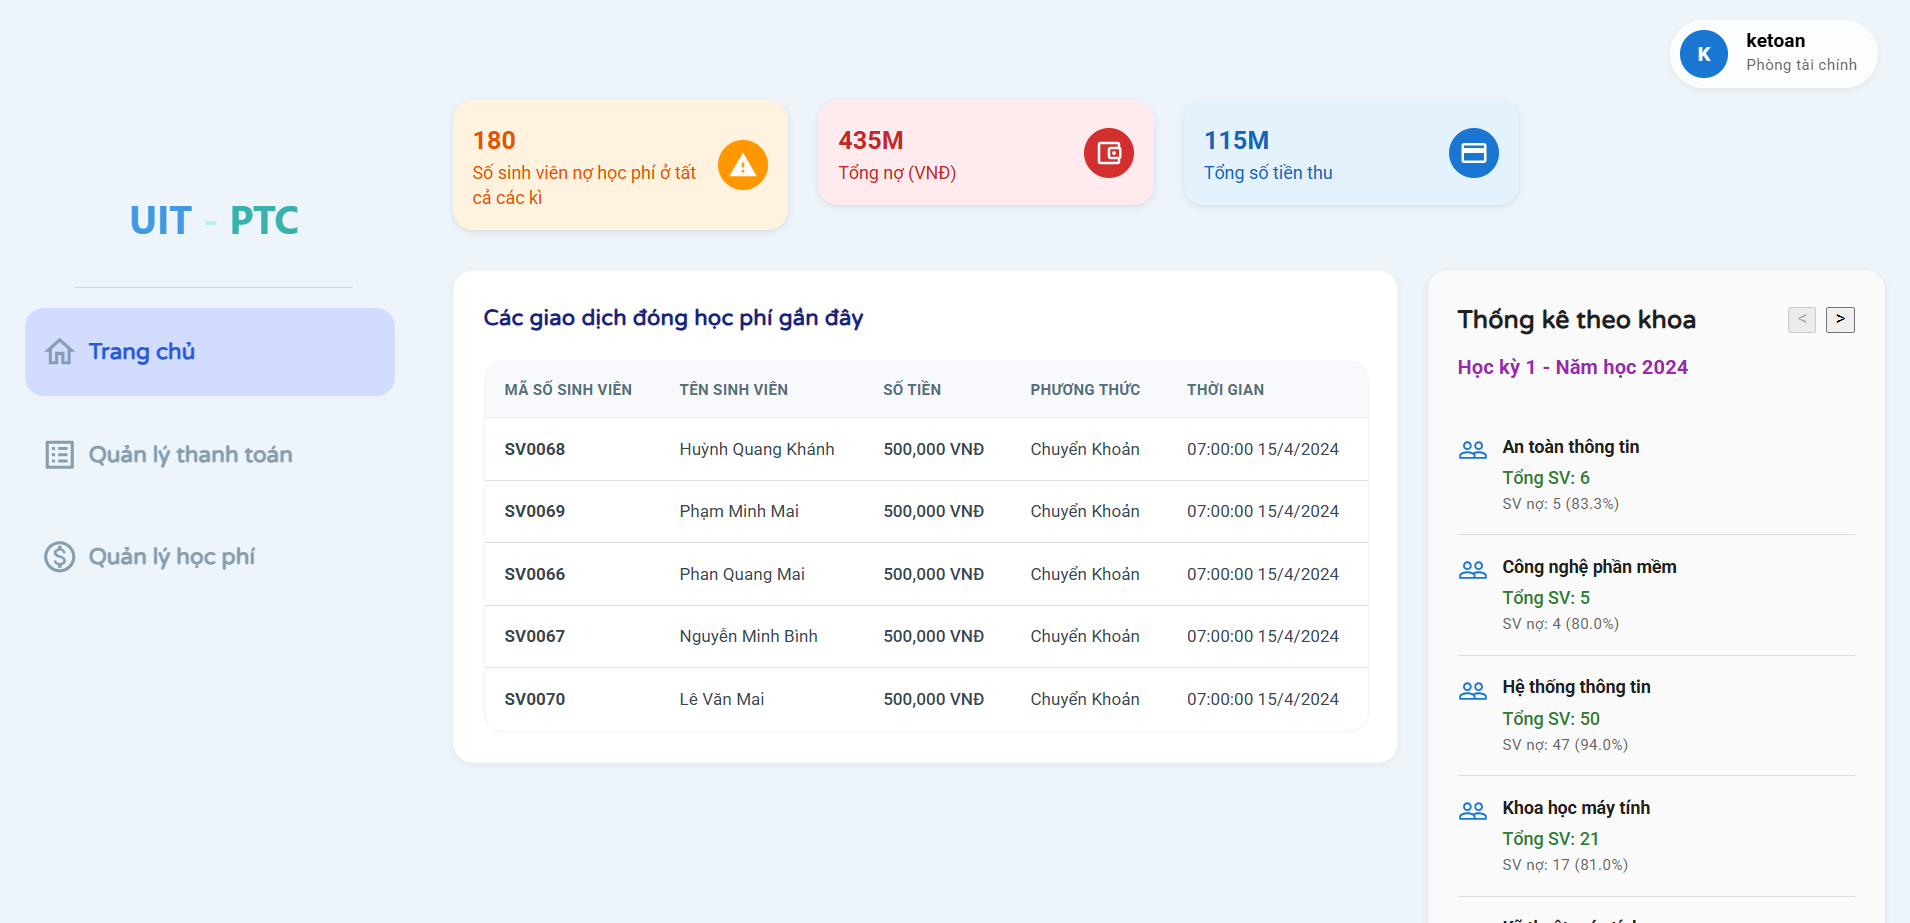 K
ketoan
Phòng tài chính
UIT - PTC
Trang chủ
Quản lý thanh toán
Quản lý học phí
180
Số sinh viên nợ học phí ở tất
cả các kì
435M
Tổng nợ (VNĐ)
115M
Tổng số tiền thu
Các giao dịch đóng học phí gần đây
MÃ SỐ SINH VIÊN TÊN SINH VIÊN SỐ TIỀN PHƯƠNG THỨC THỜI GIAN
SV0068 Huỳnh Quang Khánh 500,000 VNĐ Chuyển Khoản 07:00:00 15/4/2024
SV0069 Phạm Minh Mai 500,000 VNĐ Chuyển Khoản 07:00:00 15/4/2024
SV0066 Phan Quang Mai 500,000 VNĐ Chuyển Khoản 07:00:00 15/4/2024
SV0067 Nguyễn Minh Bình 500,000 VNĐ Chuyển Khoản 07:00:00 15/4/2024
SV0070 Lê Văn Mai 500,000 VNĐ Chuyển Khoản 07:00:00 15/4/2024
Thống kê theo khoa < >
Học kỳ 1 - Năm học 2024
An toàn thông tin
Tổng SV: 6
SV nợ: 5 (83.3%)
Công nghệ phần mềm
Tổng SV: 5
SV nợ: 4 (80.0%)
Hệ thống thông tin
Tổng SV: 50
SV nợ: 47 (94.0%)
Khoa học máy tính
Tổng SV: 21
SV nợ: 17 (81.0%)